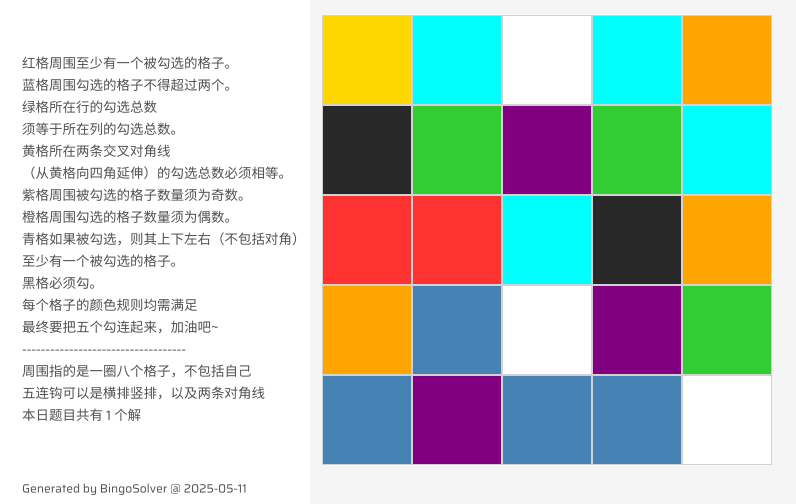 红格周围至少有一个被勾选的格子。
蓝格周围勾选的格子不得超过两个。
绿格所在行的勾选总数
须等于所在列的勾选总数。
黄格所在两条交叉对角线
（从黄格向四角延伸）的勾选总数必须相等。
紫格周围被勾选的格子数量须为奇数。
橙格周围勾选的格子数量须为偶数。
青格如果被勾选，则其上下左右（不包括对角）
至少有一个被勾选的格子。
黑格必须勾。
每个格子的颜色规则均需满足
最终要把五个勾连起来，加油吧~
-----------------------------------
周围指的是一圈八个格子，不包括自己
五连钩可以是横排竖排，以及两条对角线
本日题目共有 1 个解
Generated by BingoSolver @ 2025-05-11